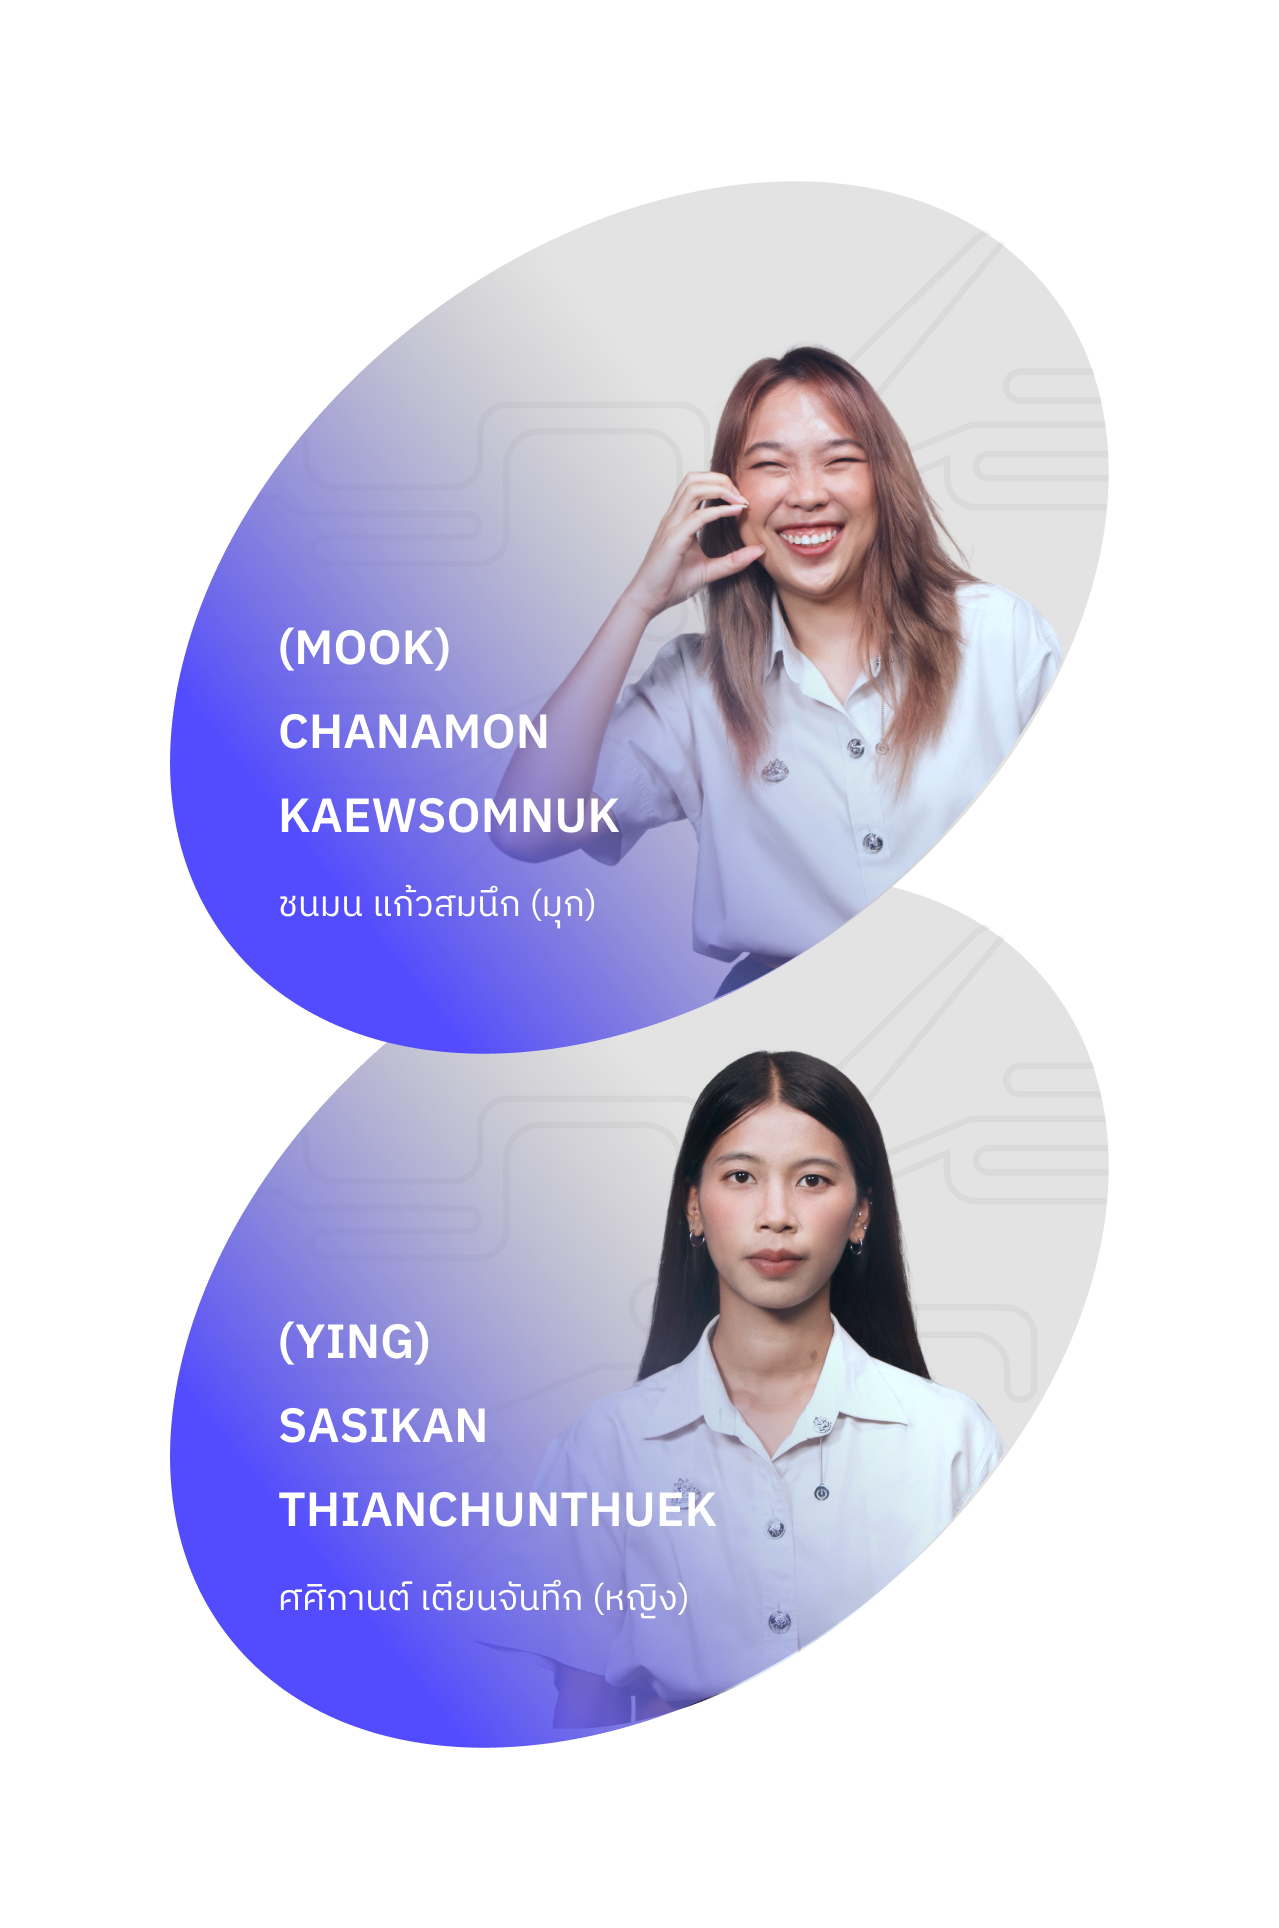 (MOOK)
CHANAMON
KAEWSOMNUK
ชนมน แก้วสมนึก (มุก)
(YING)
SASIKAN
THIANCHUNTHUEK
ศศิกานต์ เตียนจันทึก (หญิง)